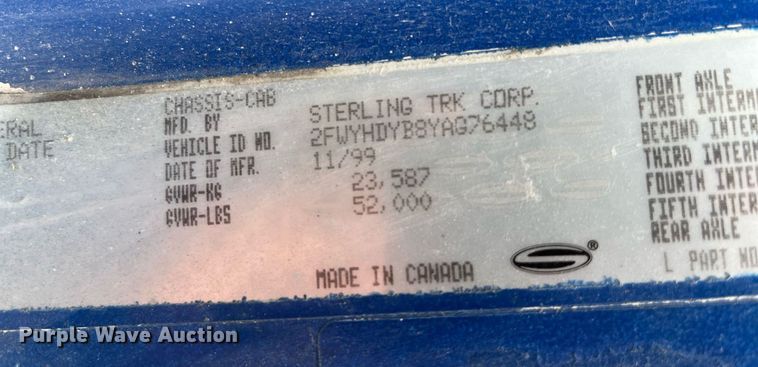 ERAL
DATE
CHASSIS-CAB
MFD. BY STERLING TRK CORP.
VEHICLE ID NO. 2FWYHDYB8YAG76448
DATE OF MFR. 11/99
GVWR-KG 23,587
GVWR-LBS 52,000
MADE IN CANADA
®
FRONT AXLE
FIRST INTERM
SECOND INTER
THIRD INTERM
FOURTH INTE
FIFTH INTER
REAR AXLE
L PART NO
Purple Wave Auction